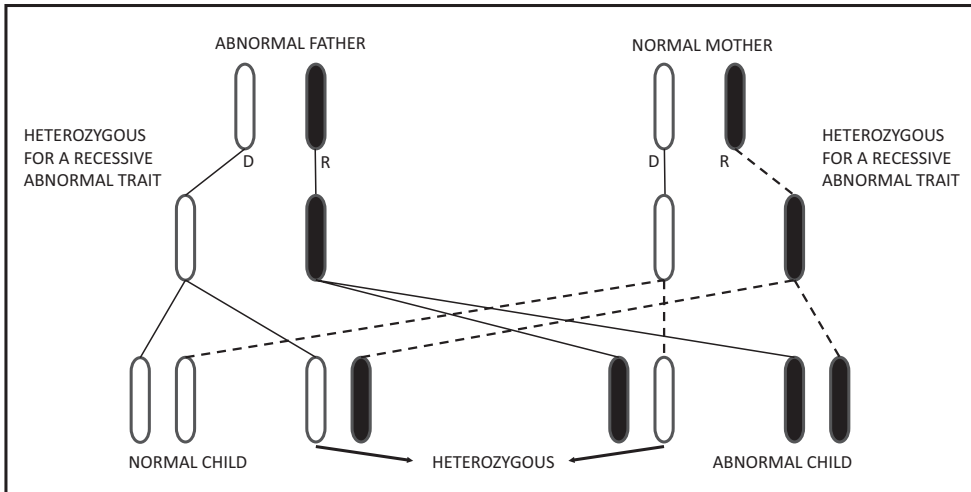 ABNORMAL FATHER
NORMAL MOTHER
HETEROZYGOUS
FOR A RECESSIVE
ABNORMAL TRAIT
D
R
D
R
HETEROZYGOUS
FOR A RECESSIVE
ABNORMAL TRAIT
NORMAL CHILD
HETEROZYGOUS
ABNORMAL CHILD